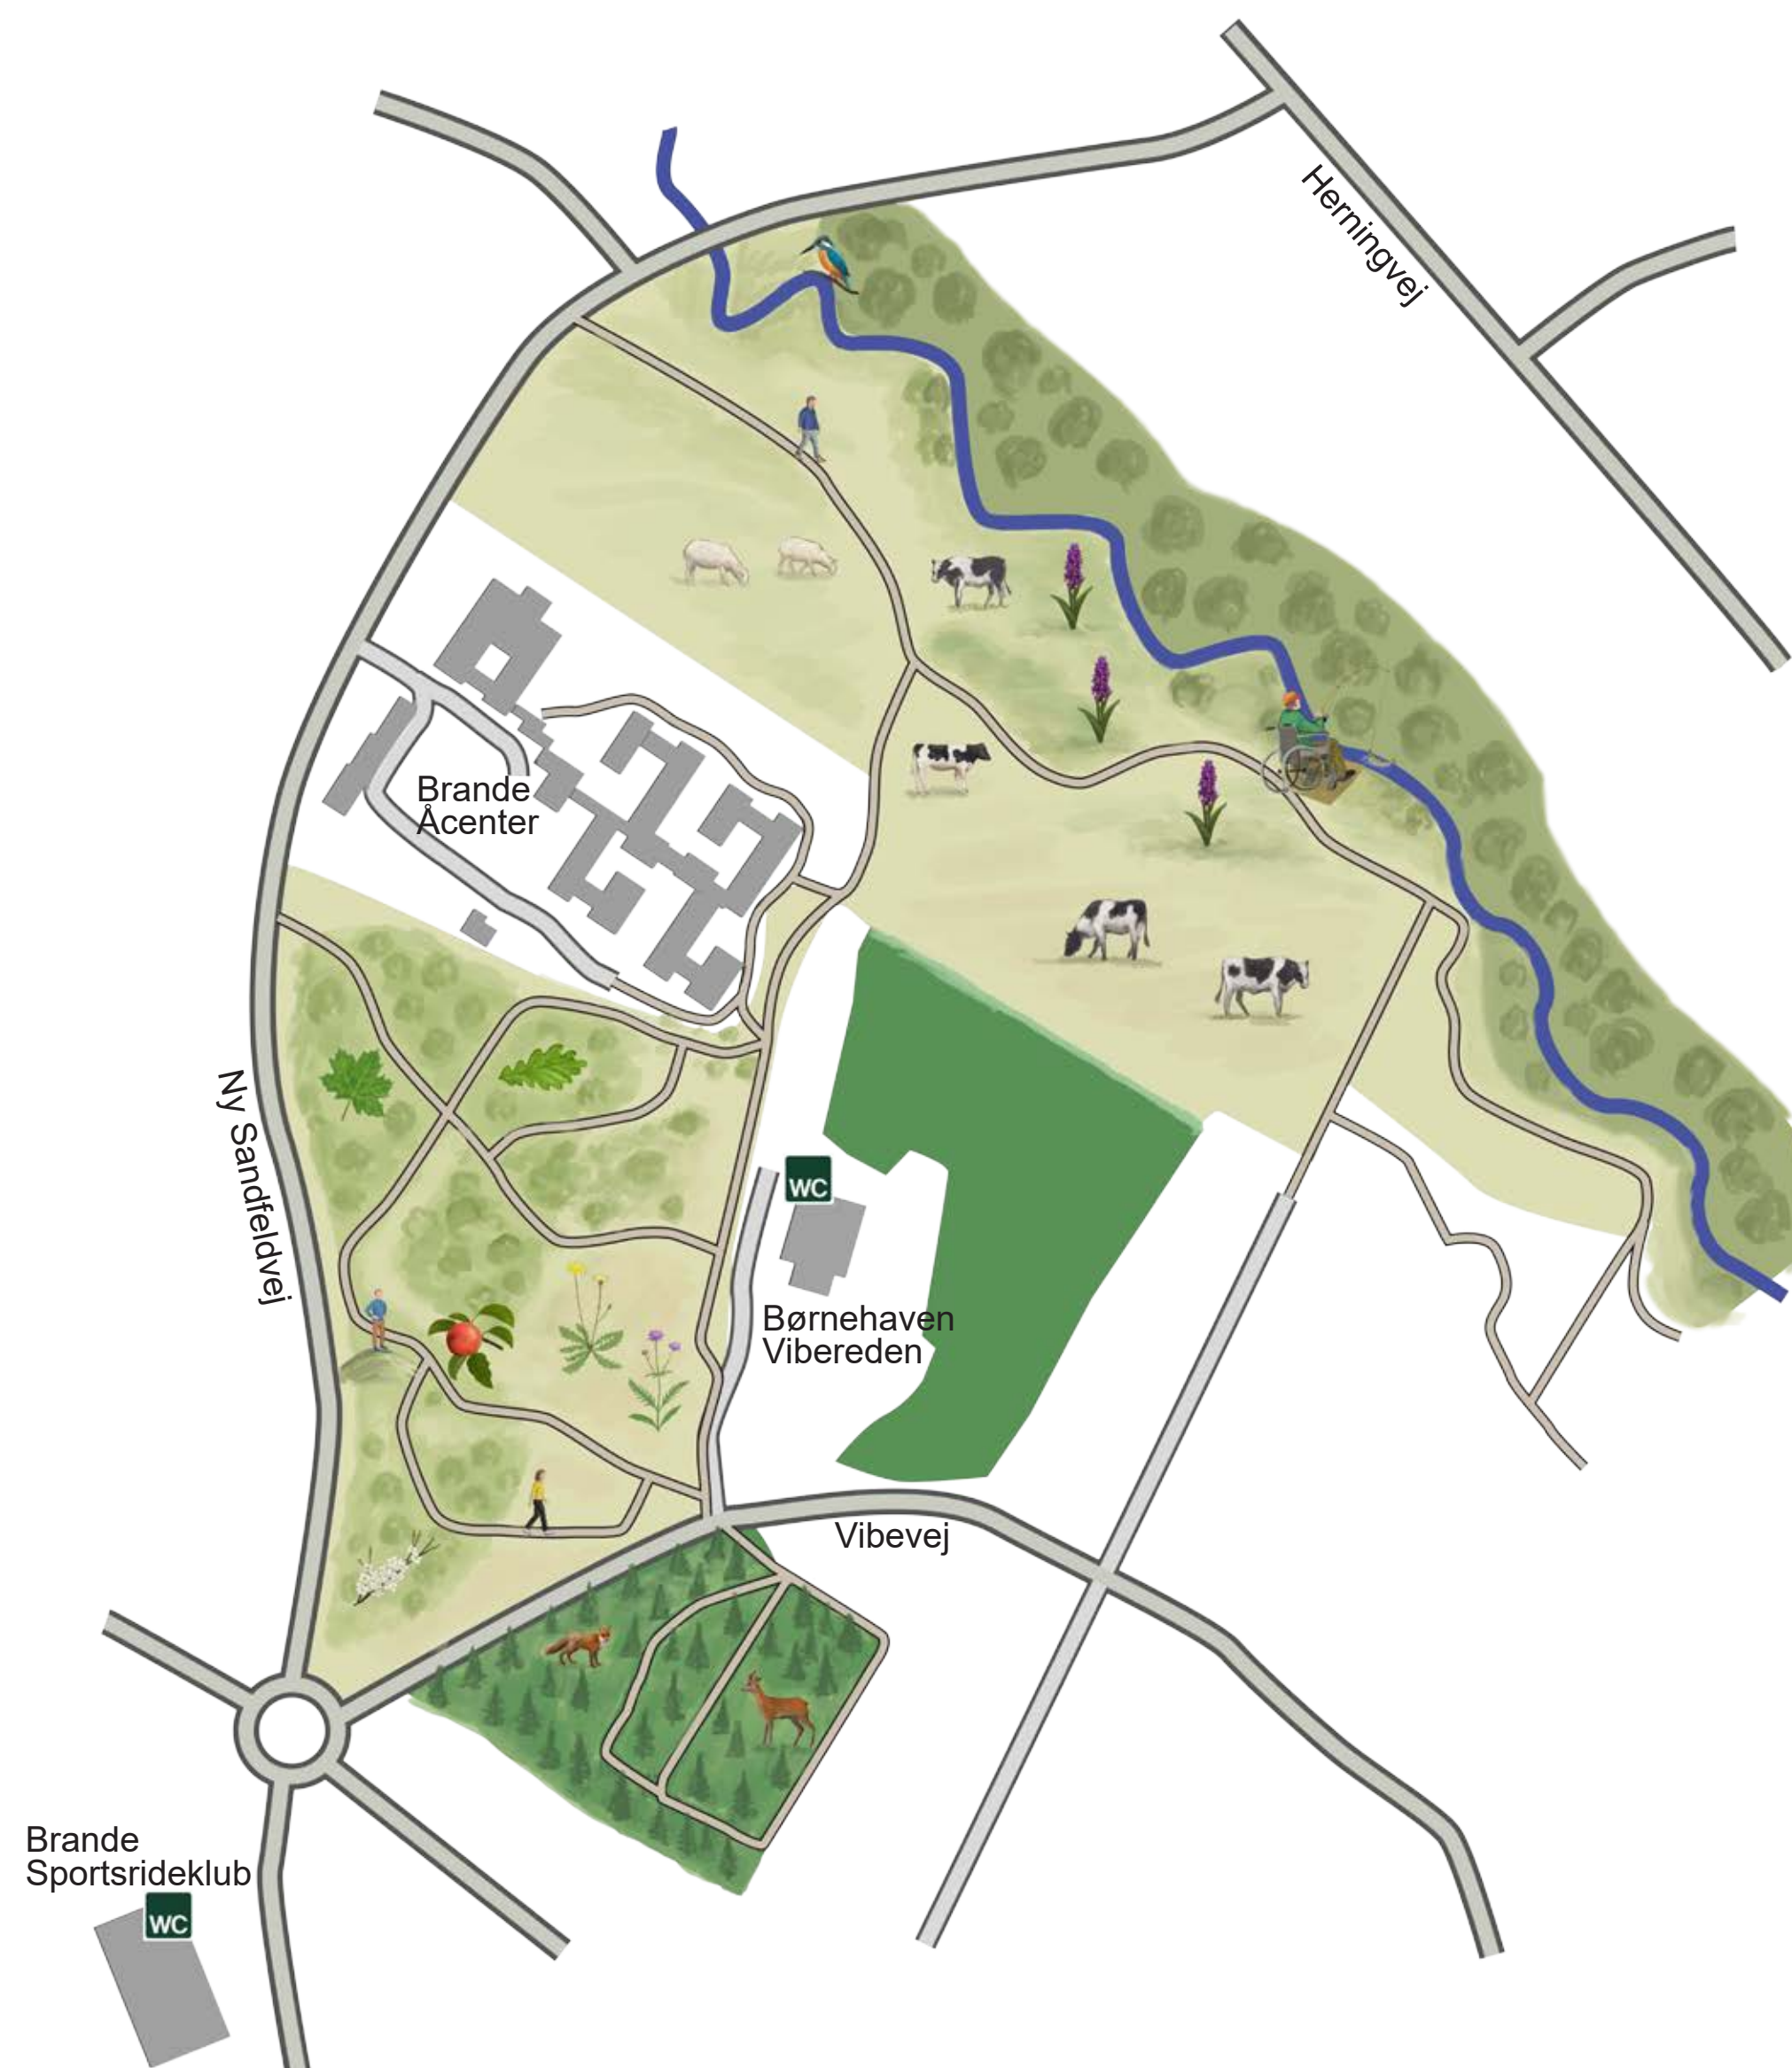 Herningvej
Brande
Åcenter
Ny Sandfeldvej
WC
Børnehaven
Vibereden
Vibevej
Brande
Sportsrideklub
WC